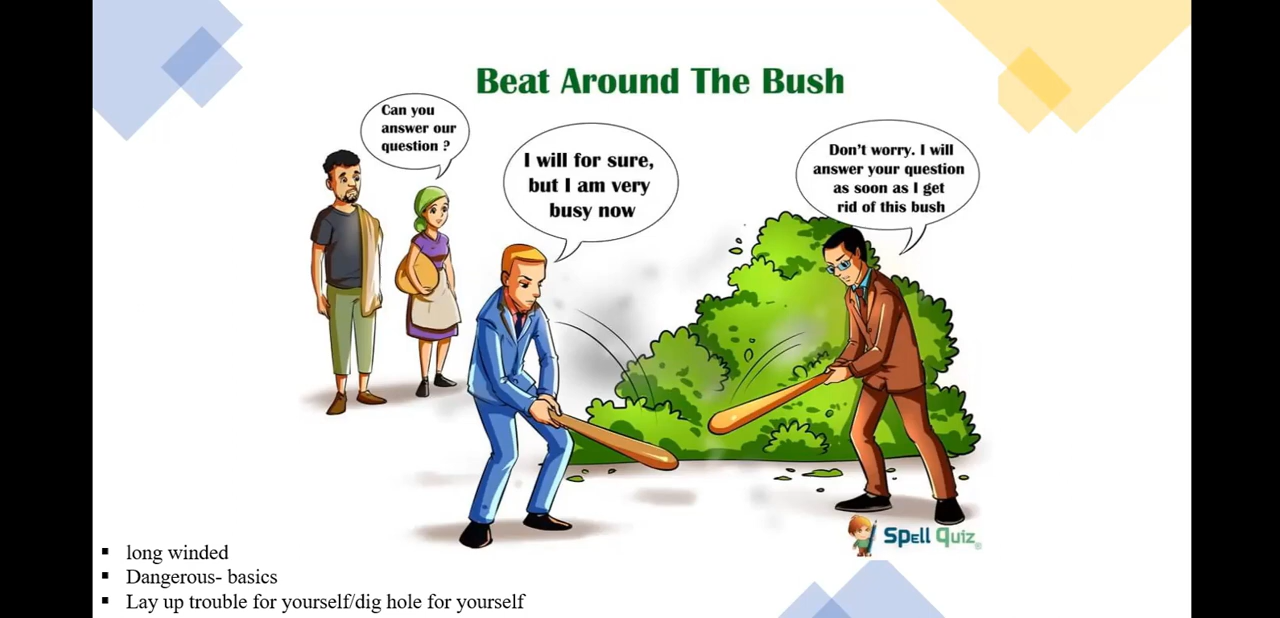 Beat Around The Bush
Can you
answer our
question ?
I will for sure,
but I am very
busy now
Don't worry. I will
answer your question
as soon as I get
rid of this bush
Spell Quiz®
▪ long winded
▪ Dangerous- basics
▪ Lay up trouble for yourself/dig hole for yourself